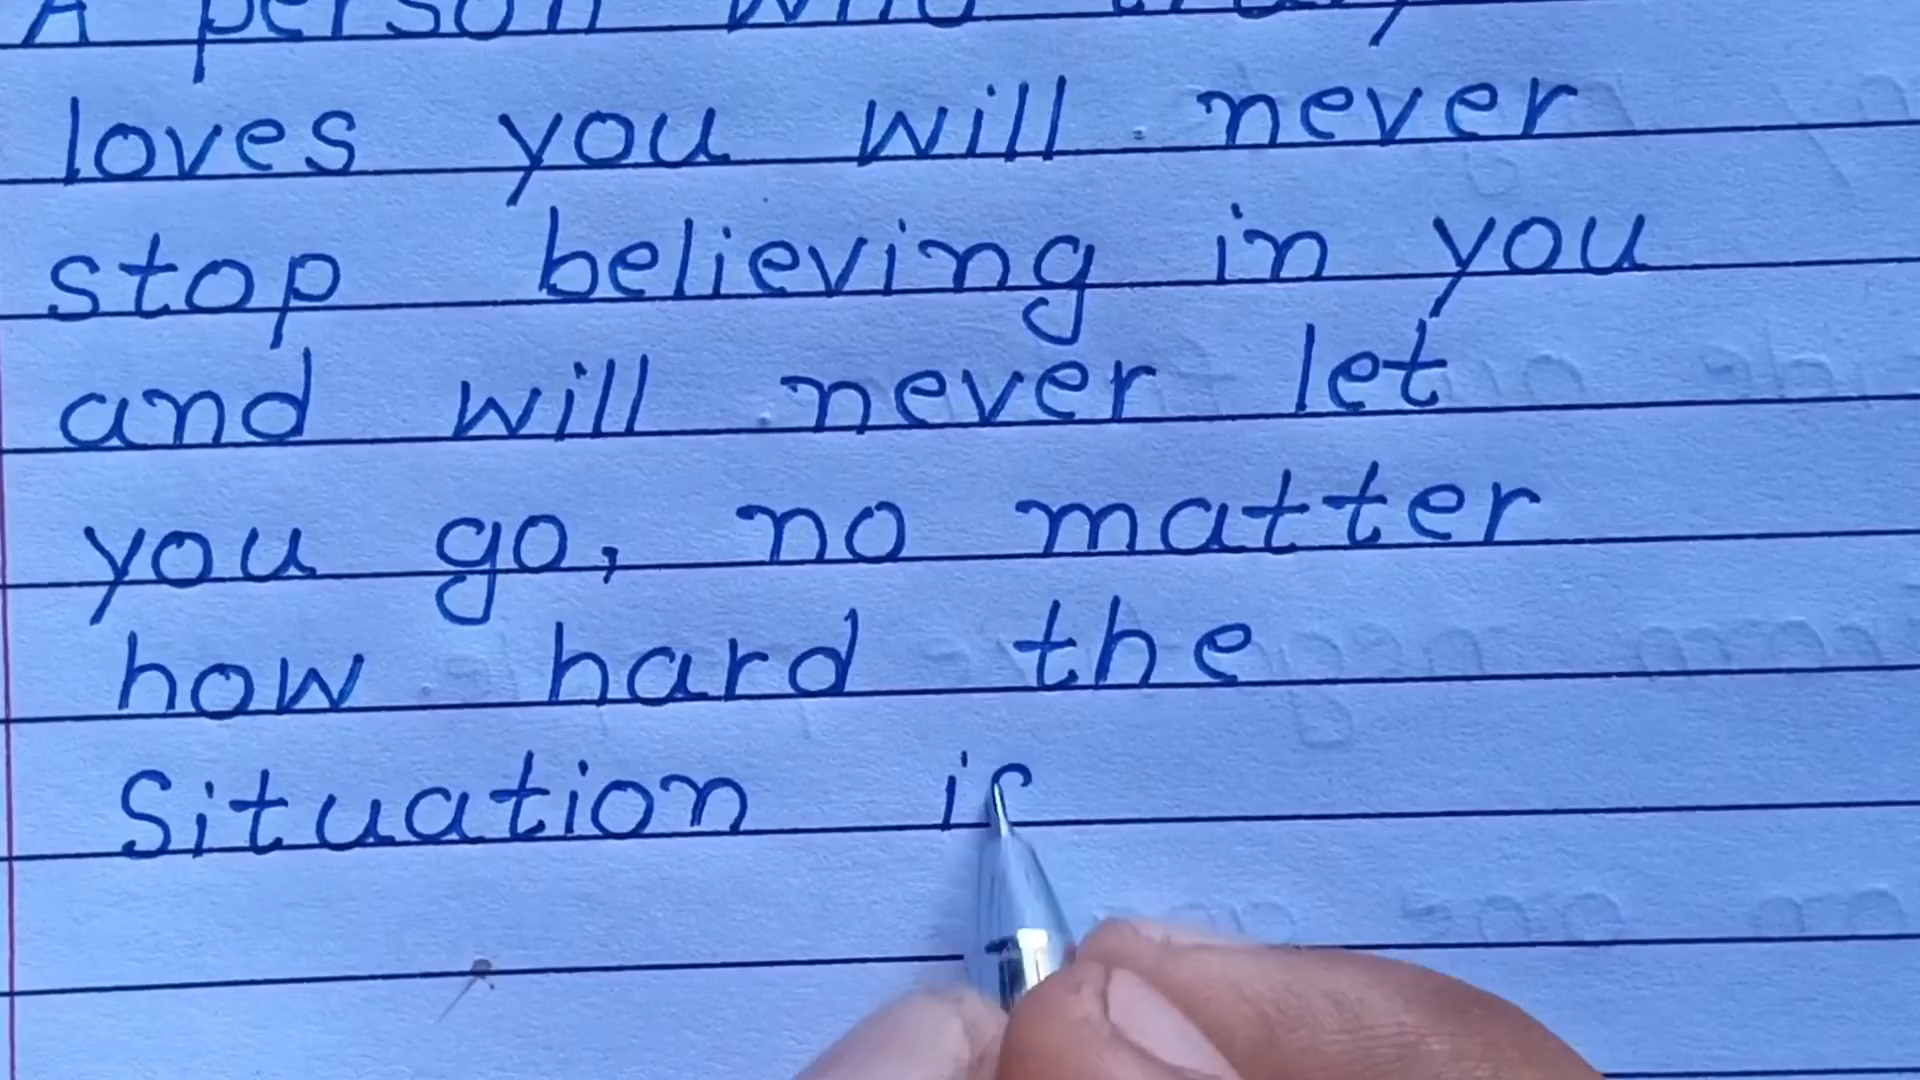 A person who truly
loves you will never
stop believing in you
and will never let
you go, no matter
how hard the
Situation is